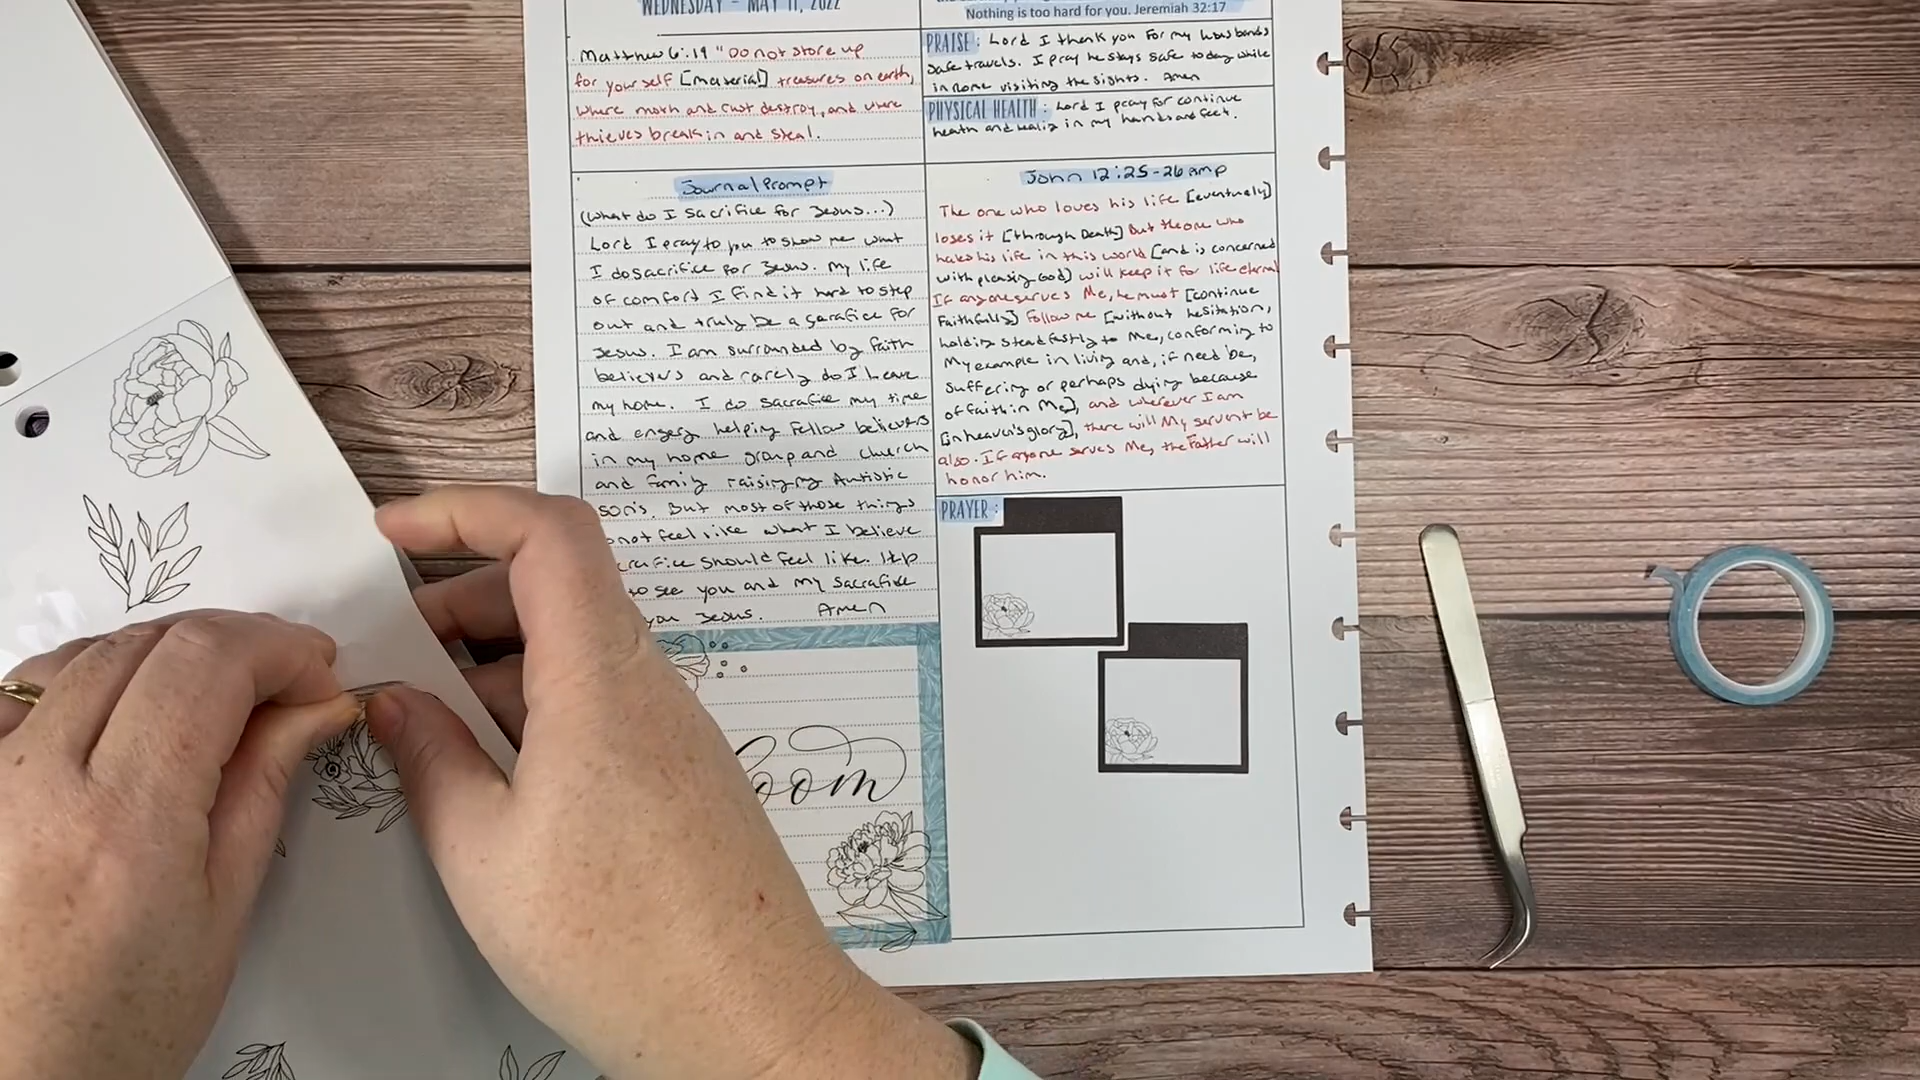 WEDNESDAY - MAY 11, 2022
Matthew 6:19 "Do not store up
for yourself [material] treasures on earth,
where moth and rust destroy, and where
thieves break in and steal.
Journal Prompt
(What do I sacrifice for Jesus...)
Lord I pray to you to show me what
I do sacrifice for Jesus. My life
of comfort I find it hard to step
out and truly be a sacrafice for
Jesus. I am surrounded by faith
believers and rarely do I leave
my home. I do sacrafice my time
and energy helping fellow believers
in my home group and church
and family raising my Autistic
son's. But most of those things
not feel like what I believe
should feel like. Help
to see you and my sacrafice
you Jesus. Amen
oom
Nothing is too hard for you. Jeremiah 32:17
PRAISE: Lord I thank you for my husbands
safe travels. I pray he stays safe today while
in Rome visiting the sights. Amen
PHYSICAL HEALTH: Lord I pray for continue
heath and healig in my hands and feet.
John 12:25-26 amp
The one who loves his life [eventually]
loses it [through Death] But the one who
hates his life in this world [and is concerned
with pleasing God] will keep it for life eternal
If anyone serves Me, he must [continue
Faithfully] follow me [without hesitation,
holding steadfastly to Me, conforming to
My example in living and, if need be,
Suffering or perhaps dying because
of faith in Me], and wherever I am
[in heaven's glory], there will My servant be
also. If anyone serves Me, the Father will
honor him.
PRAYER: